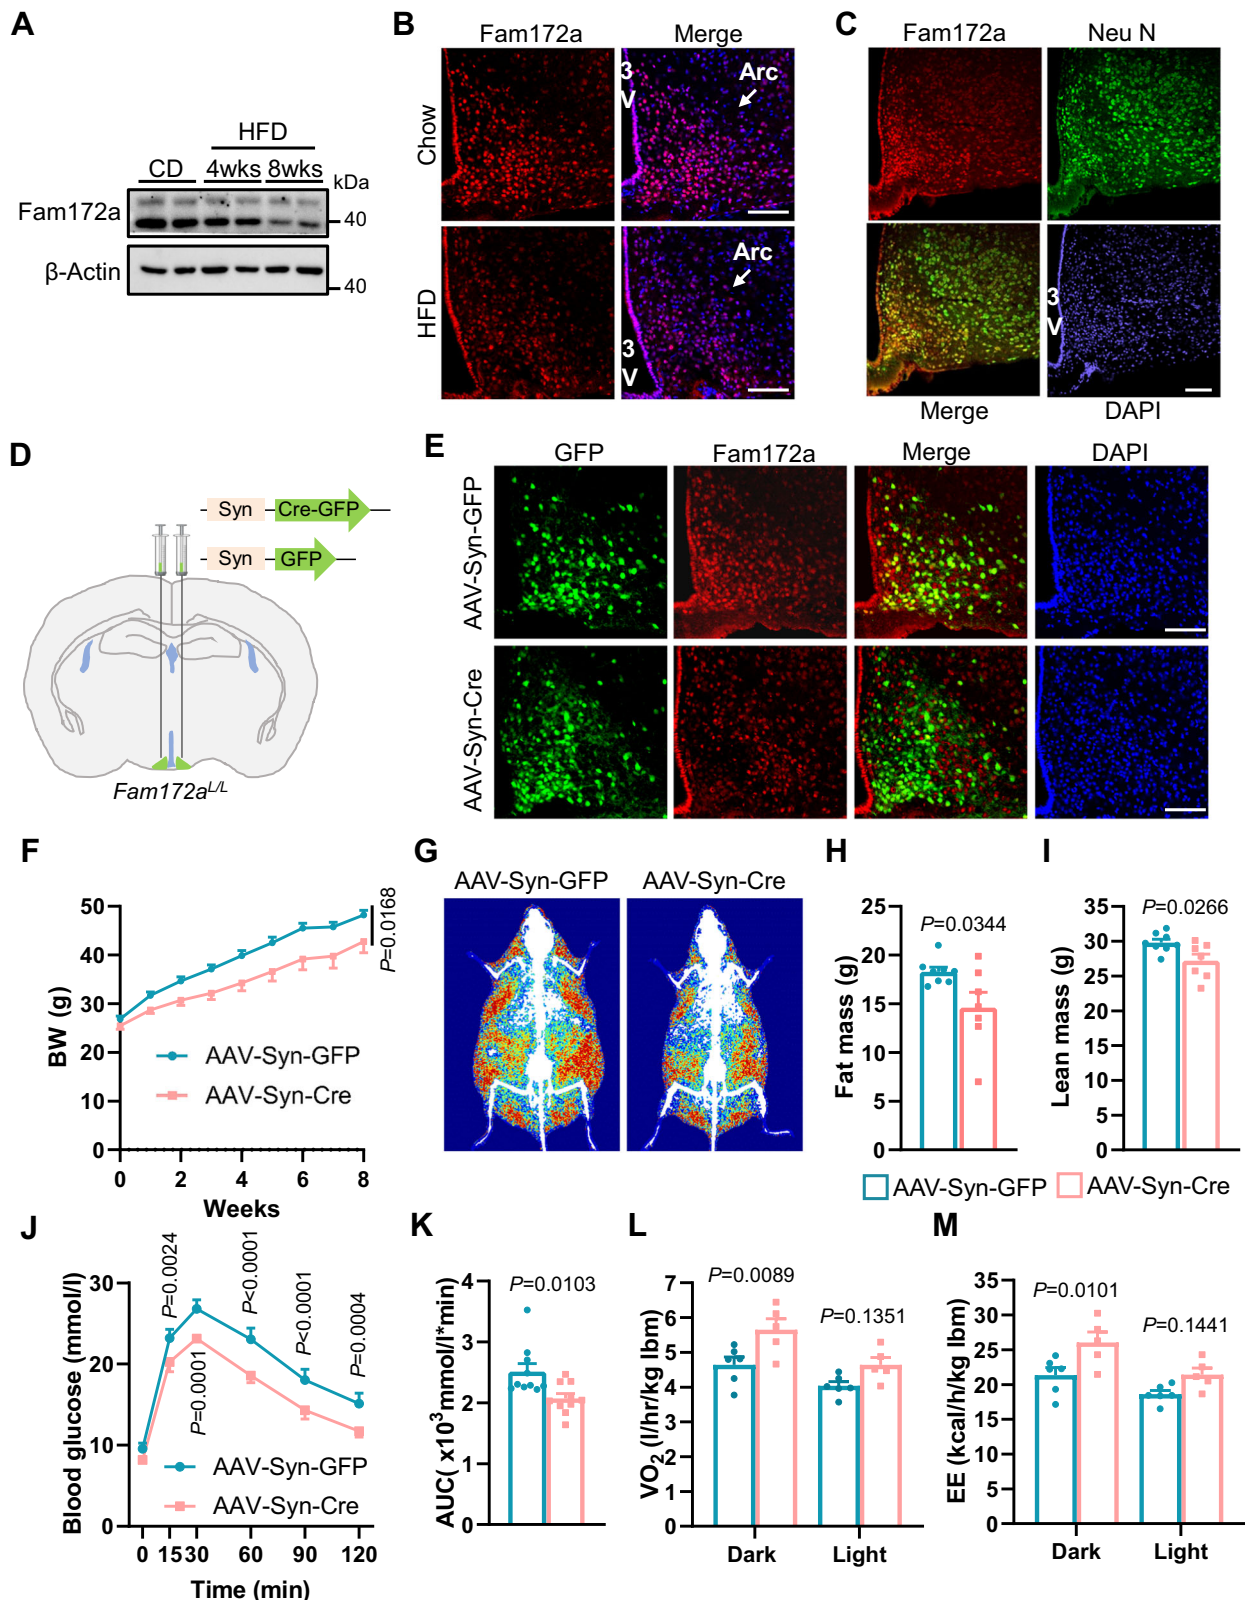 A
HFD
CD 4wks 8wks
kDa
Fam172a
40
β-Actin
40
B
Fam172a Merge
Chow
3
V
Arc
HFD
3
V
Arc
C
Fam172a Neu N
3
V
Merge DAPI
D
Syn Cre-GFP
Syn GFP
Fam172aL/L
E
GFP Fam172a Merge DAPI
AAV-Syn-GFP
AAV-Syn-Cre
F
BW (g)
50
40
30
20
10
0
P=0.0168
AAV-Syn-GFP
AAV-Syn-Cre
0 2 4 6 8
Weeks
G
AAV-Syn-GFP AAV-Syn-Cre
H
Fat mass (g)
25
20
15
10
5
0
P=0.0344
I
Lean mass (g)
35
30
25
20
15
10
5
0
P=0.0266
AAV-Syn-GFP AAV-Syn-Cre
J
Blood glucose (mmol/l)
30
20
10
0
P=0.0024
P=0.0001
P<0.0001
P<0.0001
P=0.0004
AAV-Syn-GFP
AAV-Syn-Cre
0 15 30 60 90 120
Time (min)
K
AUC( x10³mmol/l*min)
4
3
2
1
0
P=0.0103
L
VO₂ (l/hr/kg lbm)
7
6
5
4
3
2
1
0
P=0.0089
P=0.1351
Dark Light
M
EE (kcal/h/kg lbm)
35
30
25
20
15
10
5
0
P=0.0101
P=0.1441
Dark Light